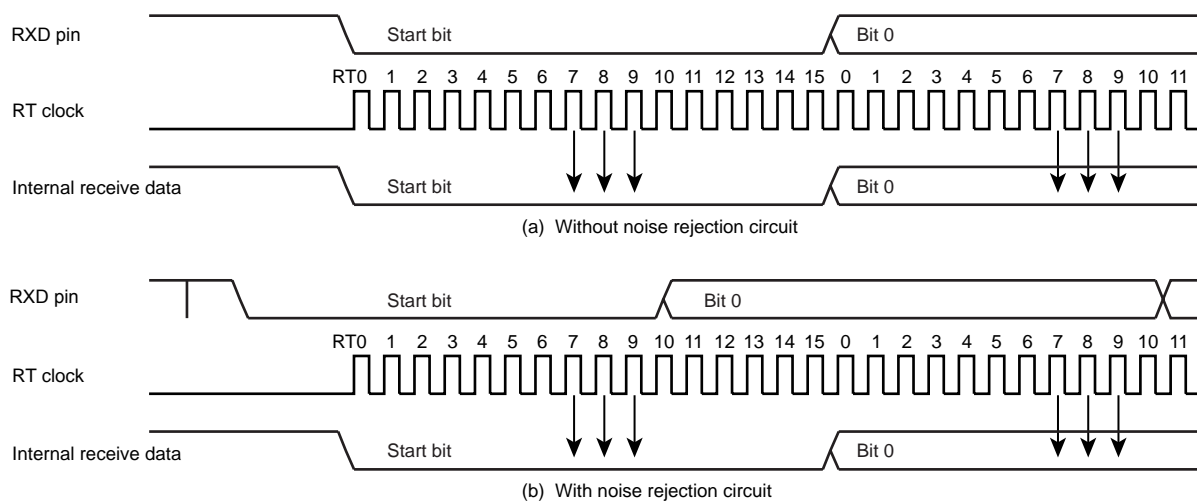 RXD pin Start bit Bit 0
RT0 1 2 3 4 5 6 7 8 9 10 11 12 13 14 15 0 1 2 3 4 5 6 7 8 9 10 11
RT clock
Internal receive data Start bit Bit 0
(a) Without noise rejection circuit
RXD pin Start bit Bit 0
RT0 1 2 3 4 5 6 7 8 9 10 11 12 13 14 15 0 1 2 3 4 5 6 7 8 9 10 11
RT clock
Internal receive data Start bit Bit 0
(b) With noise rejection circuit